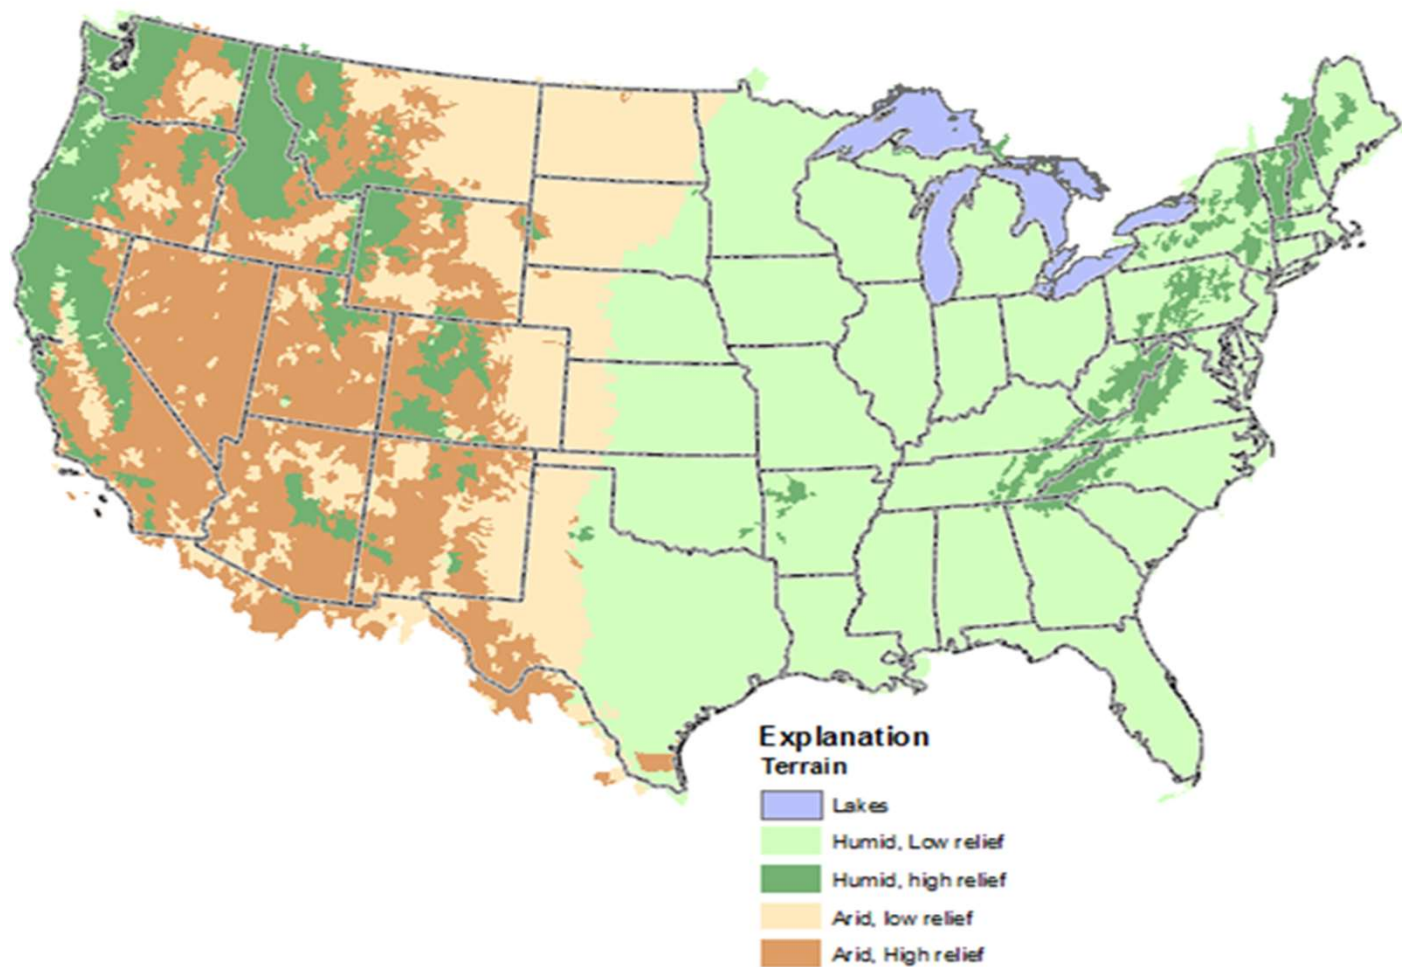 Explanation
Terrain
Lakes
Humid, Low relief
Humid, high relief
Arid, low relief
Arid, High relief